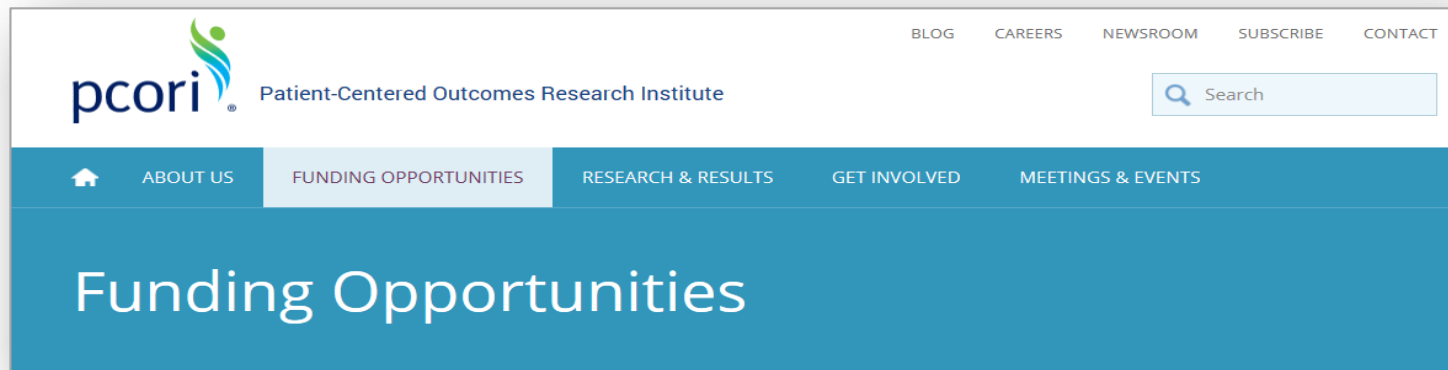 BLOG CAREERS NEWSROOM SUBSCRIBE CONTACT
pcori®
Patient-Centered Outcomes Research Institute
Search
ABOUT US FUNDING OPPORTUNITIES RESEARCH & RESULTS GET INVOLVED MEETINGS & EVENTS
Funding Opportunities